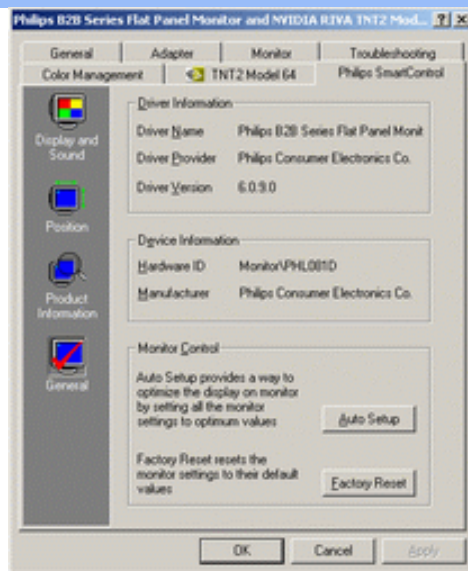 Philips B2B Series Flat Panel Monitor and NVIDIA RIVA TNT2 Mod...
General Adapter Monitor Troubleshooting
Color Management TNT2 Model 64 Philips SmartControl
Display and
Sound
Position
Product
Information
General
Driver Information
Driver Name Philips B2B Series Flat Panel Monit
Driver Provider Philips Consumer Electronics Co.
Driver Version 6.0.9.0
Device Information
Hardware ID Monitor\PHL081D
Manufacturer Philips Consumer Electronics Co.
Monitor Control
Auto Setup provides a way to
optimize the display on monitor
by setting all the monitor
settings to optimum values
Auto Setup
Factory Reset resets the
monitor settings to their default
values
Factory Reset
OK Cancel Apply